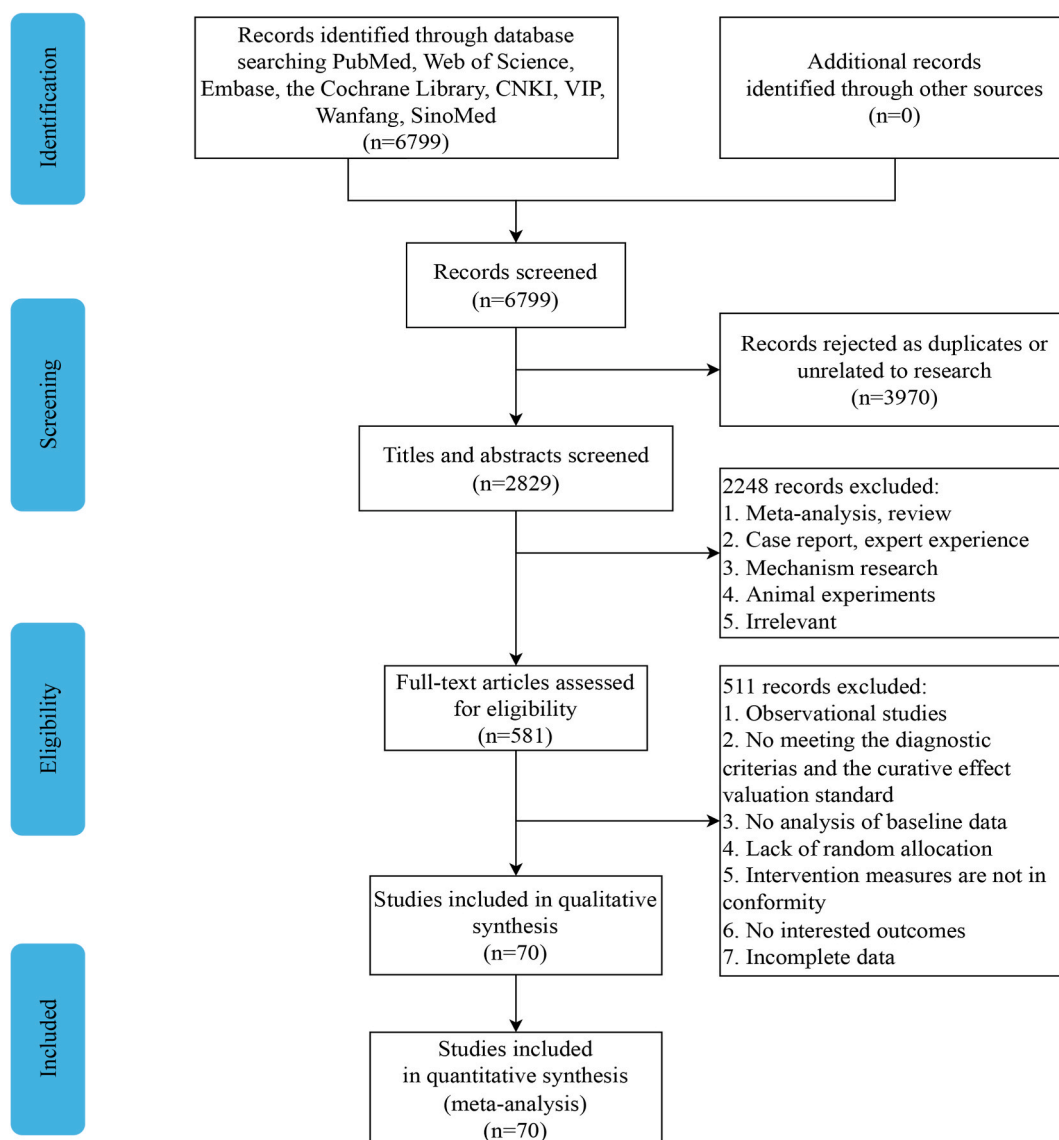 Identification
Records identified through database
searching PubMed, Web of Science,
Embase, the Cochrane Library, CNKI, VIP,
Wanfang, SinoMed
(n=6799)
Additional records
identified through other sources
(n=0)
Records screened
(n=6799)
Screening
Records rejected as duplicates or
unrelated to research
(n=3970)
Titles and abstracts screened
(n=2829)
2248 records excluded:
1. Meta-analysis, review
2. Case report, expert experience
3. Mechanism research
4. Animal experiments
5. Irrelevant
Eligibility
Full-text articles assessed
for eligibility
(n=581)
511 records excluded:
1. Observational studies
2. No meeting the diagnostic
criterias and the curative effect
valuation standard
3. No analysis of baseline data
4. Lack of random allocation
5. Intervention measures are not in
conformity
6. No interested outcomes
7. Incomplete data
Studies included in qualitative
synthesis
(n=70)
Included
Studies included
in quantitative synthesis
(meta-analysis)
(n=70)